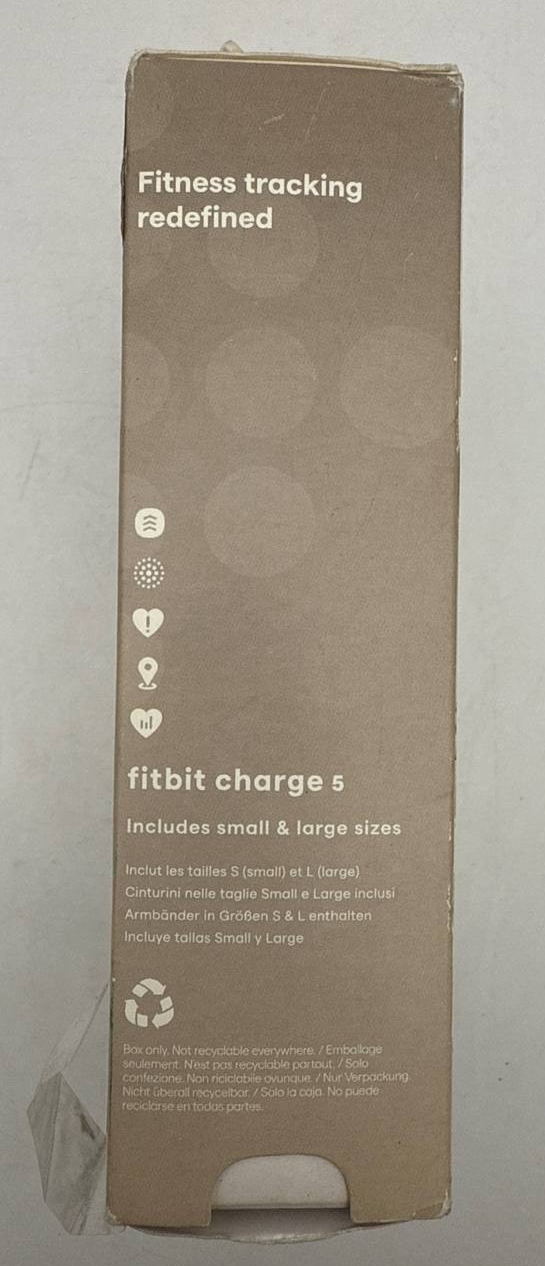 Fitness tracking
redefined
fitbit charge 5
Includes small & large sizes
Inclut les tailles S (small) et L (large)
Cinturini nelle taglie Small e Large inclusi
Armbänder in Größen S & L enthalten
Incluye tallas Small y Large
Box only. Not recyclable everywhere. / Emballage
seulement. N'est pas recyclable partout. / Solo
confezione. Non riciclabile ovunque. / Nur Verpackung.
Nicht überall recycelbar. / Solo la caja. No puede
reciclarse en todas partes.